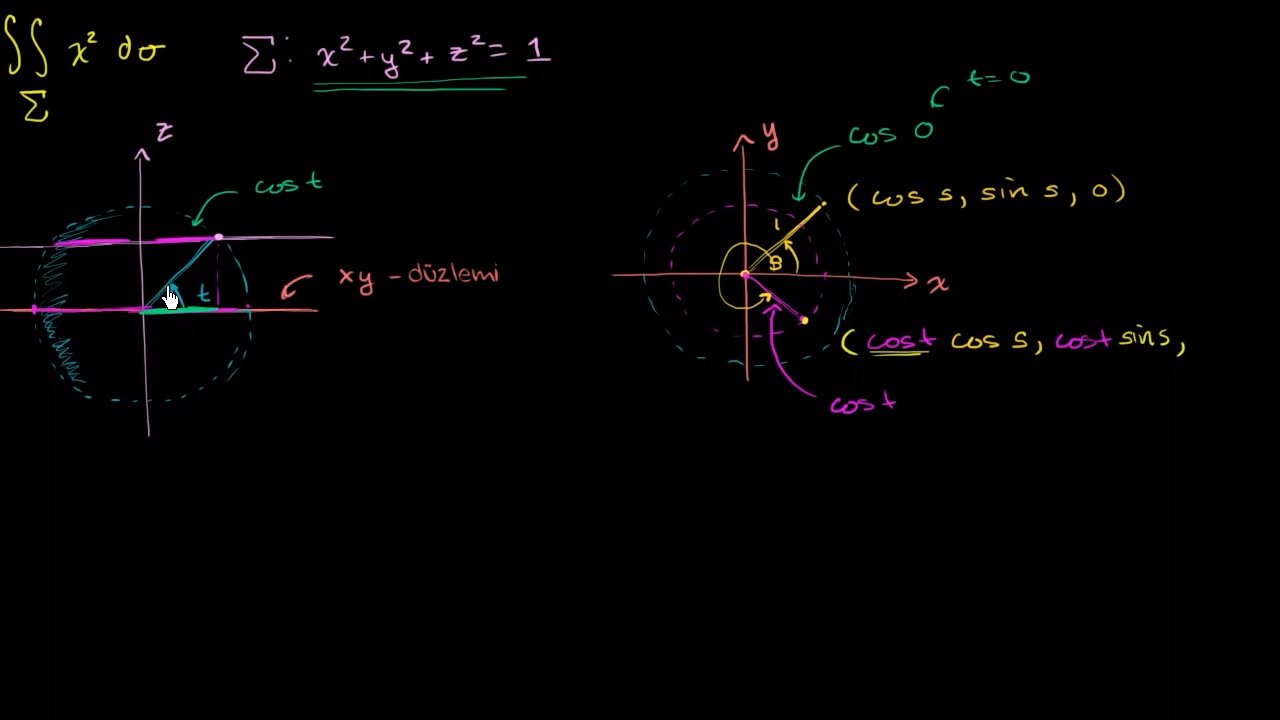 ∬ x² dσ   Σ: x² + y² + z² = 1
Σ
t = 0
z
y
cos 0
cos t
(cos s, sin s, 0)
1
s
xy - düzlemi
x
t
(cos t cos s, cos t sin s,
cos t